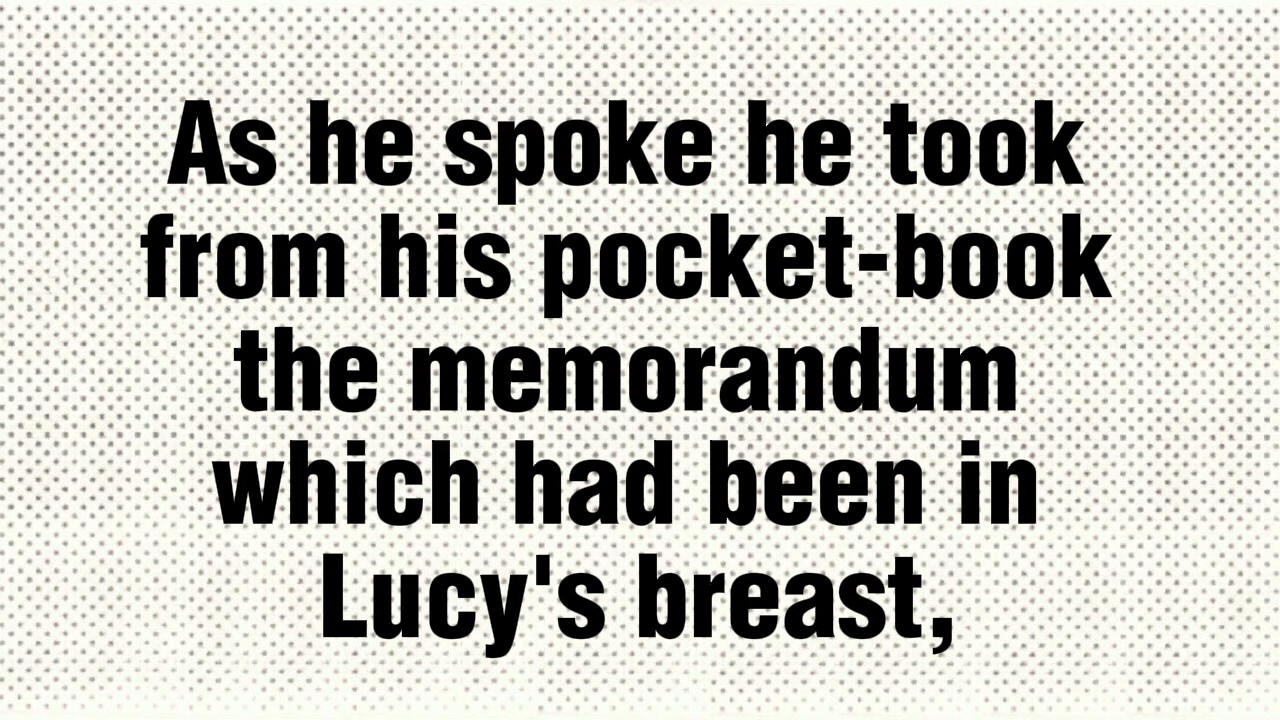 As he spoke he took
from his pocket-book
the memorandum
which had been in
Lucy's breast,